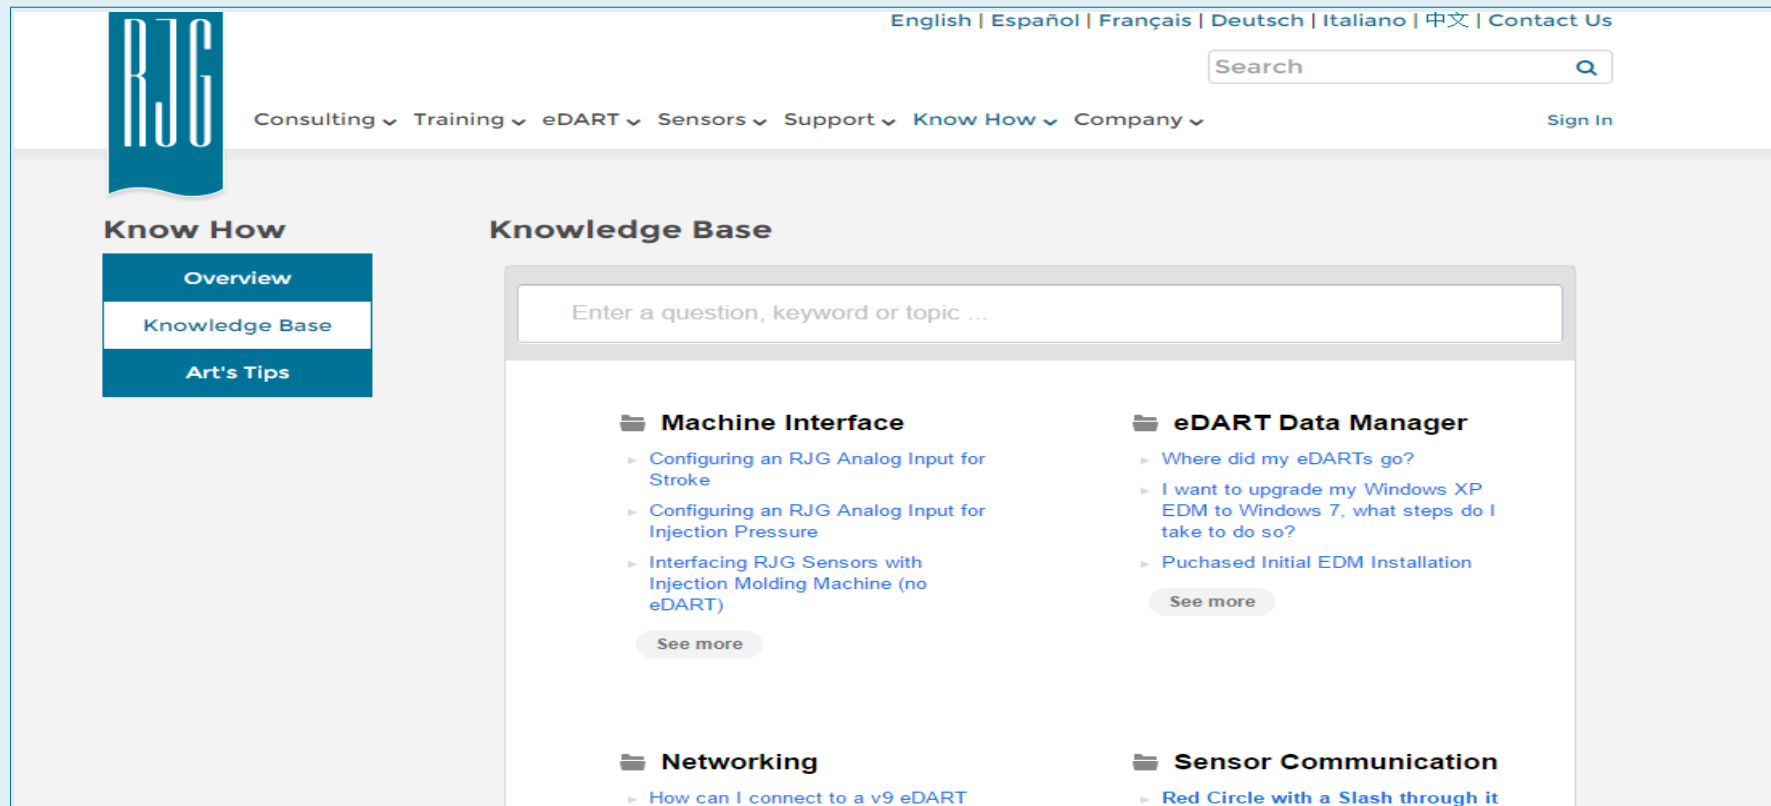 RJG
English | Español | Français | Deutsch | Italiano | 中文 | Contact Us
Search
Consulting Training eDART Sensors Support Know How Company
Sign In
Know How
Overview
Knowledge Base
Art's Tips
Knowledge Base
Enter a question, keyword or topic ...
Machine Interface
Configuring an RJG Analog Input for
Stroke
Configuring an RJG Analog Input for
Injection Pressure
Interfacing RJG Sensors with
Injection Molding Machine (no
eDART)
See more
eDART Data Manager
Where did my eDARTs go?
I want to upgrade my Windows XP
EDM to Windows 7, what steps do I
take to do so?
Puchased Initial EDM Installation
See more
Networking
How can I connect to a v9 eDART
Sensor Communication
Red Circle with a Slash through it